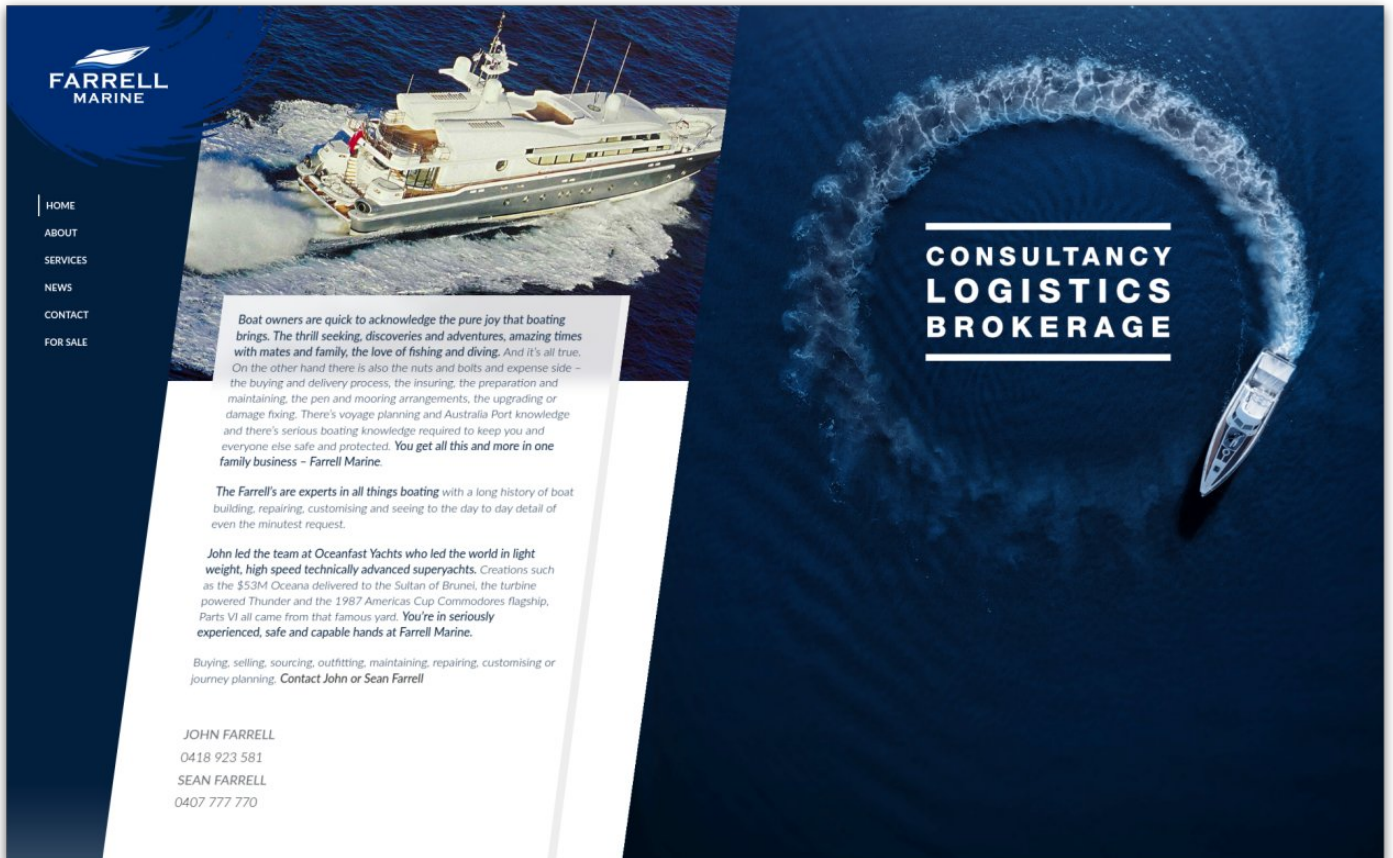 FARRELL
MARINE
HOME
ABOUT
SERVICES
NEWS
CONTACT
FOR SALE
Boat owners are quick to acknowledge the pure joy that boating
brings. The thrill seeking, discoveries and adventures, amazing times
with mates and family, the love of fishing and diving. And it's all true.
On the other hand there is also the nuts and bolts and expense side –
the buying and delivery process, the insuring, the preparation and
maintaining, the pen and mooring arrangements, the upgrading or
damage fixing. There's voyage planning and Australia Port knowledge
and there's serious boating knowledge required to keep you and
everyone else safe and protected. You get all this and more in one
family business – Farrell Marine.
The Farrell's are experts in all things boating with a long history of boat
building, repairing, customising and seeing to the day to day detail of
even the minutest request.
John led the team at Oceanfast Yachts who led the world in light
weight, high speed technically advanced superyachts. Creations such
as the $53M Oceana delivered to the Sultan of Brunei, the turbine
powered Thunder and the 1987 Americas Cup Commodores flagship,
Parts VI all came from that famous yard. You're in seriously
experienced, safe and capable hands at Farrell Marine.
Buying, selling, sourcing, outfitting, maintaining, repairing, customising or
journey planning. Contact John or Sean Farrell
JOHN FARRELL
0418 923 581
SEAN FARRELL
0407 777 770
CONSULTANCY
LOGISTICS
BROKERAGE